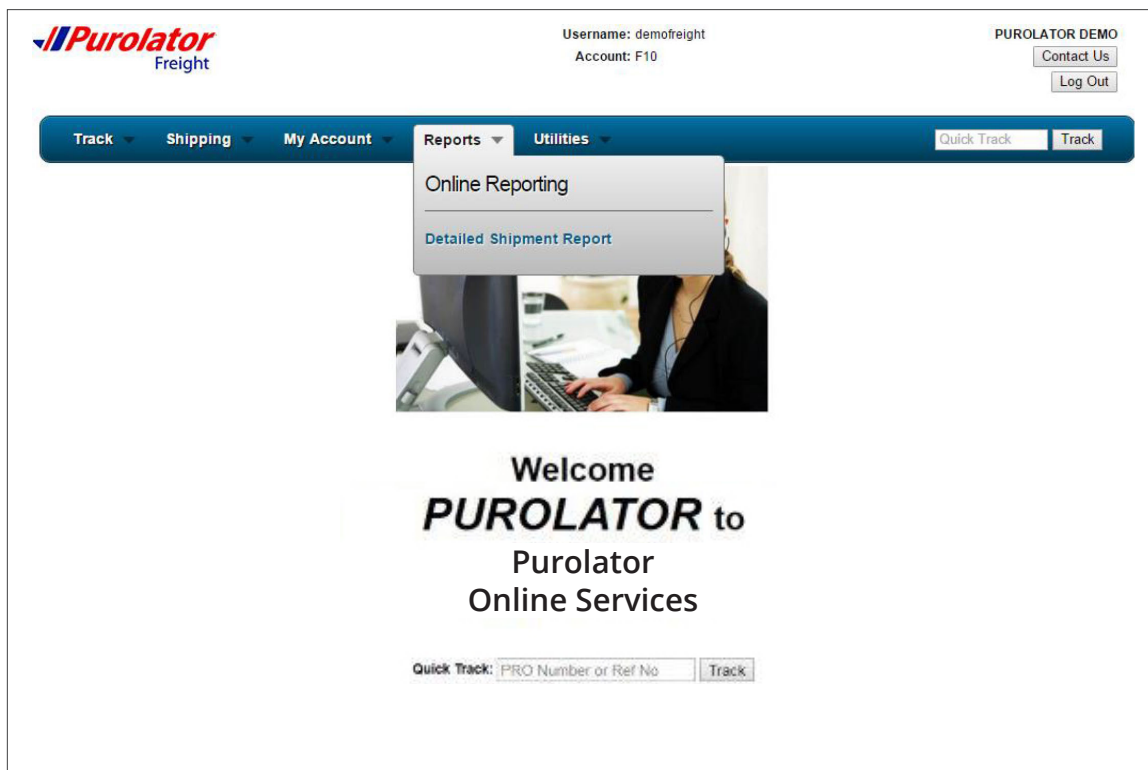 Purolator
Freight
Username: demofreight
Account: F10
PUROLATOR DEMO
Contact Us
Log Out
Track Shipping My Account Reports Utilities Quick Track Track
Online Reporting
Detailed Shipment Report
Welcome
PUROLATOR to
Purolator
Online Services
Quick Track: PRO Number or Ref No Track